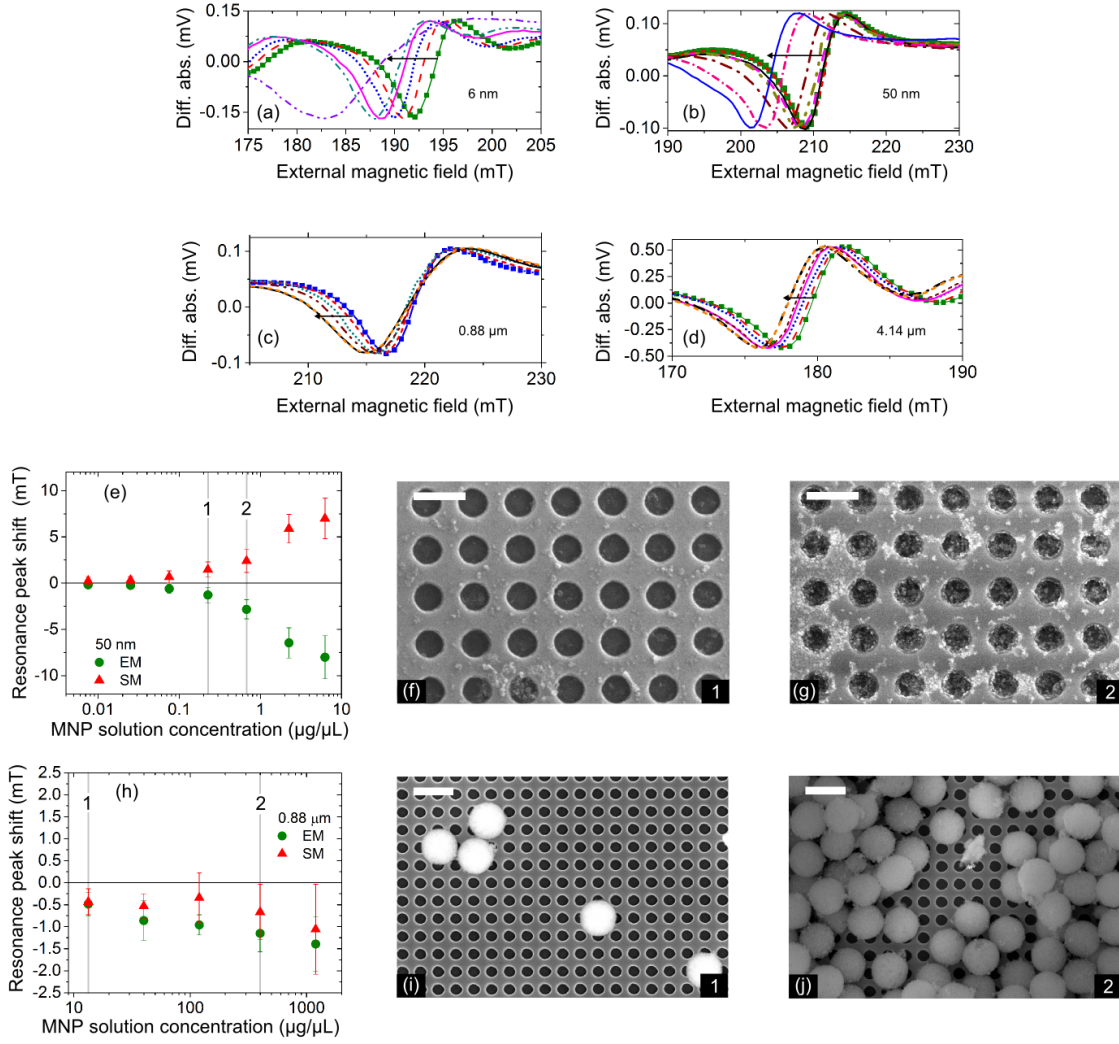 Diff. abs. (mV)
0.00
-0.15
(a)
6 nm
175 180 185 190 195 200 205
External magnetic field (mT)
Diff. abs. (mV)
0.10
0.00
-0.10
(b)
50 nm
190 200 210 220 230
External magnetic field (mT)
Diff. abs. (mV)
0.1
0.0
-0.1
(c)
0.88 µm
210 220 230
External magnetic field (mT)
Diff. abs. (mV)
0.50
0.25
0.00
-0.25
-0.50
(d)
4.14 µm
170 180 190
External magnetic field (mT)
Resonance peak shift (mT)
10
5
0
-5
-10
(e)
1 2
50 nm
EM
SM
0.01 0.1 1 10
MNP solution concentration (µg/µL)
(f) 1
(g) 2
Resonance peak shift (mT)
2.5
2.0
1.5
1.0
0.5
0.0
-0.5
-1.0
-1.5
-2.0
-2.5
(h)
1 2
0.88 µm
EM
SM
10 100 1000
MNP solution concentration (µg/µL)
(i) 1
(j) 2